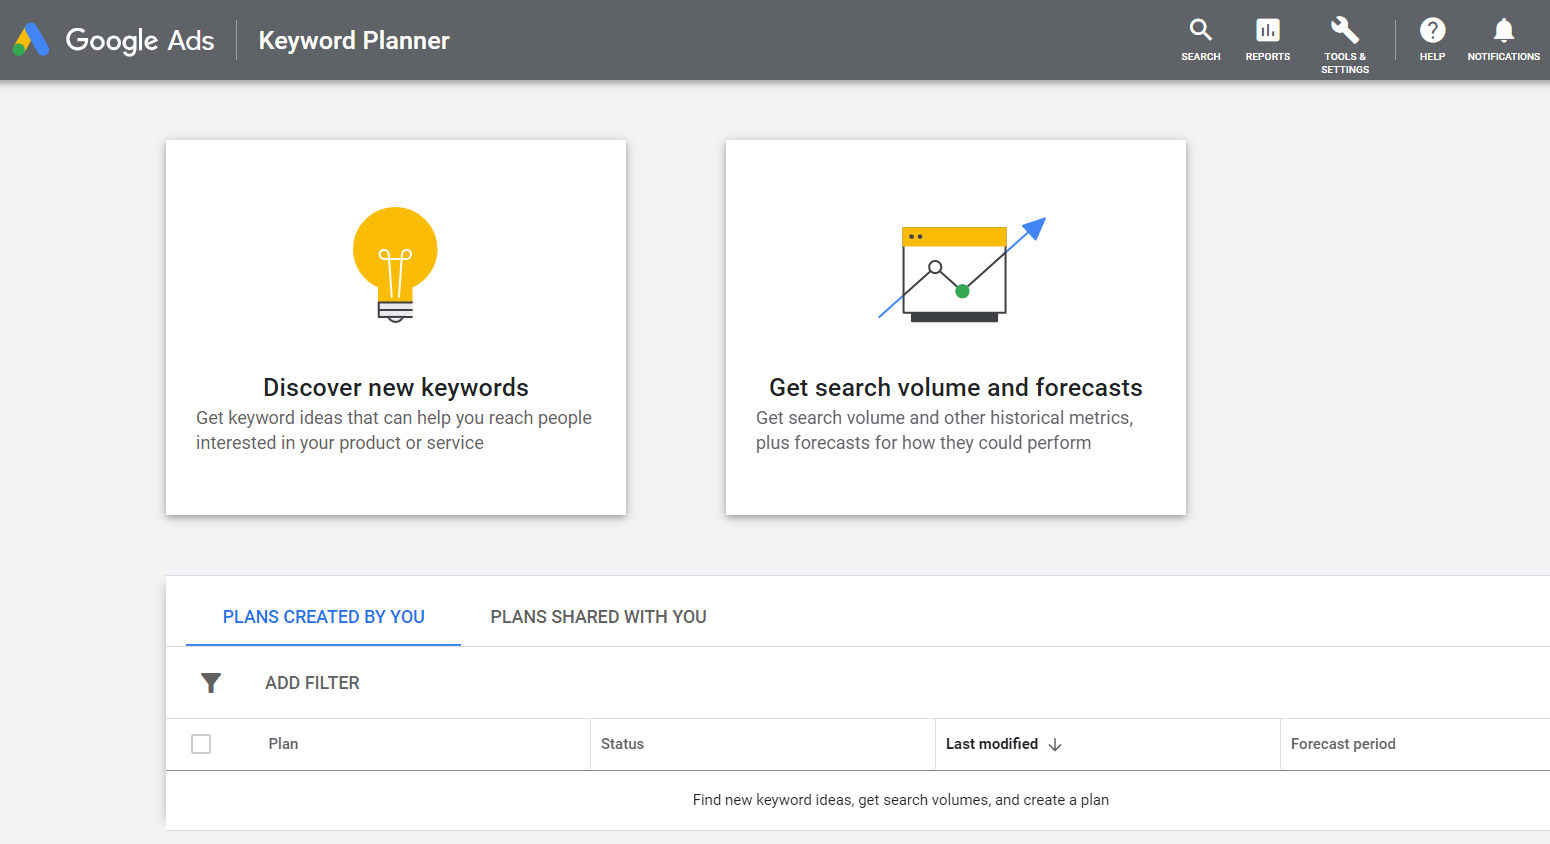 Google Ads
Keyword Planner
SEARCH
REPORTS
TOOLS &
SETTINGS
HELP
NOTIFICATIONS
Discover new keywords
Get keyword ideas that can help you reach people
interested in your product or service
Get search volume and forecasts
Get search volume and other historical metrics,
plus forecasts for how they could perform
PLANS CREATED BY YOU
PLANS SHARED WITH YOU
ADD FILTER
Plan
Status
Last modified
Forecast period
Find new keyword ideas, get search volumes, and create a plan